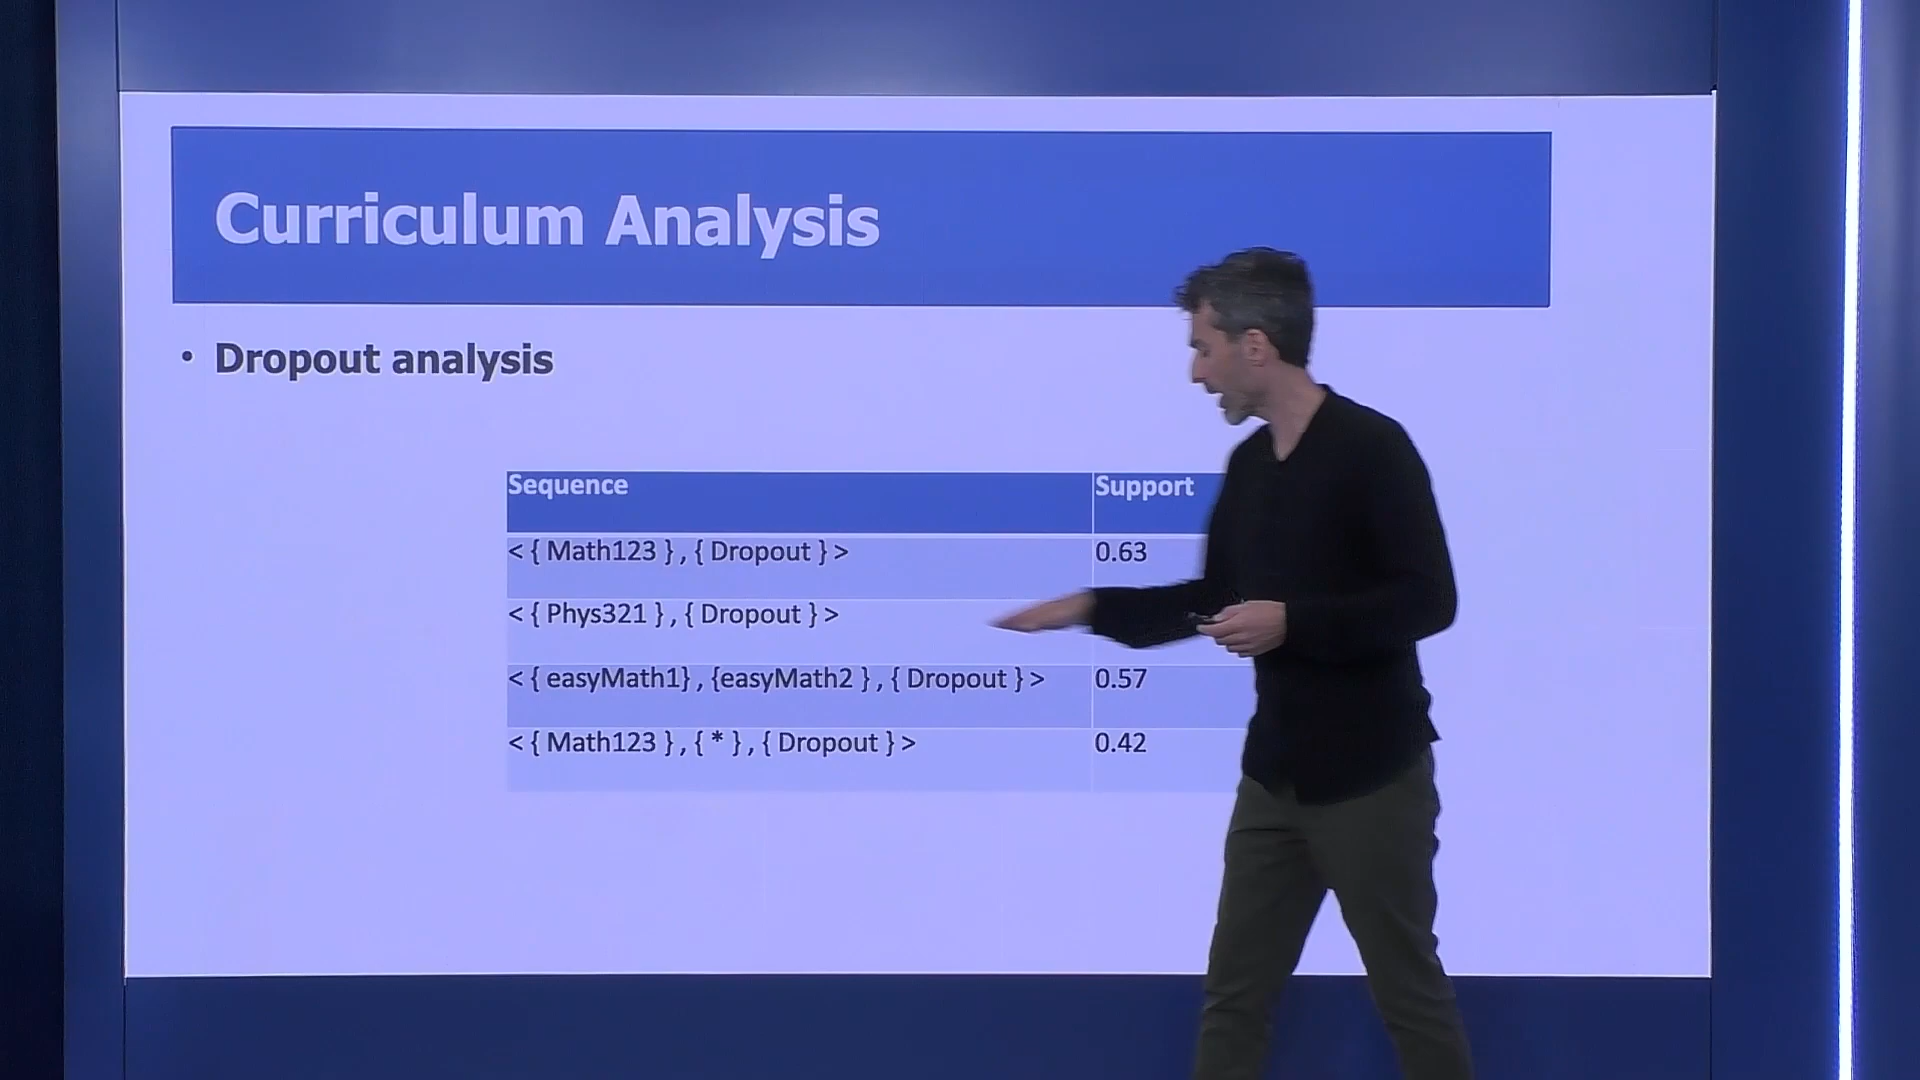 Curriculum Analysis
• Dropout analysis
Sequence Support
< { Math123 } , { Dropout } > 0.63
< { Phys321 } , { Dropout } >
< { easyMath1} , {easyMath2 } , { Dropout } > 0.57
< { Math123 } , { * } , { Dropout } > 0.42